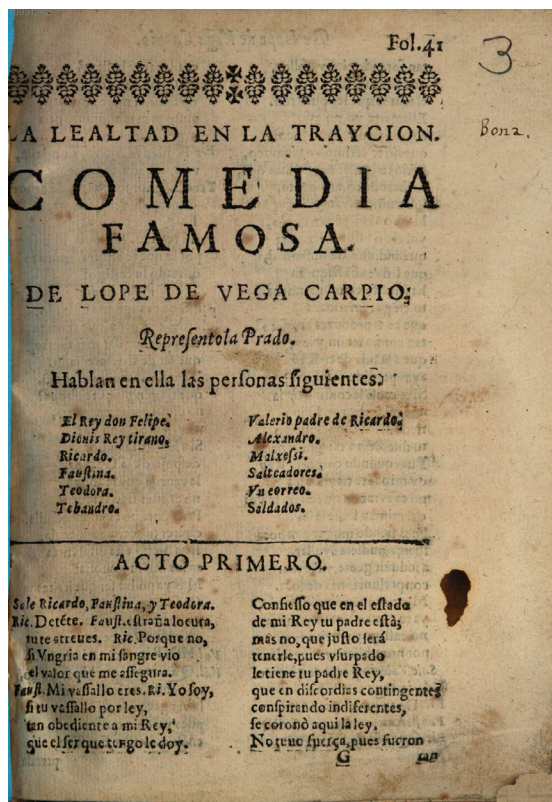 Fol.41
3
LA LEALTAD EN LA TRAYCION.
Bona.
COMEDIA
FAMOSA.
DE LOPE DE VEGA CARPIO.
Repreſentola Prado.
Hablan en ella las perſonas ſiguientes.
El Rey don Felipe.
Dionis Rey tirano.
Ricardo.
Fauſtina.
Teodora.
Tebandro.
Valerio padre de Ricardo.
Alexandro.
Malxeſſi.
Salteadores.
Vn correo.
Soldados.
ACTO PRIMERO.
Sale Ricardo, Fauſtina, y Teodora.
Ric. Detẽte. Fauſt. eſtraña locura,
tu te atreues. Ric. Porque no,
ſi Vngria en mi ſangre vio
el valor que me aſſegura.
Fauſt. Mi vaſſallo eres. Ri. Yo ſoy,
ſi tu vaſſallo por ley,
tan obediente a mi Rey,
que el ſer que tengo le doy.
Confieſſo que en el eſtado
de mi Rey tu padre eſtà;
mas no, que juſto ſerá
tenerle, pues vſurpado
le tiene tu padre Rey,
que en diſcordias contingentes
conſpirando indiferentes,
ſe coronò aqui la ley.
No tuuo fuerça, pues fueron
G
tan